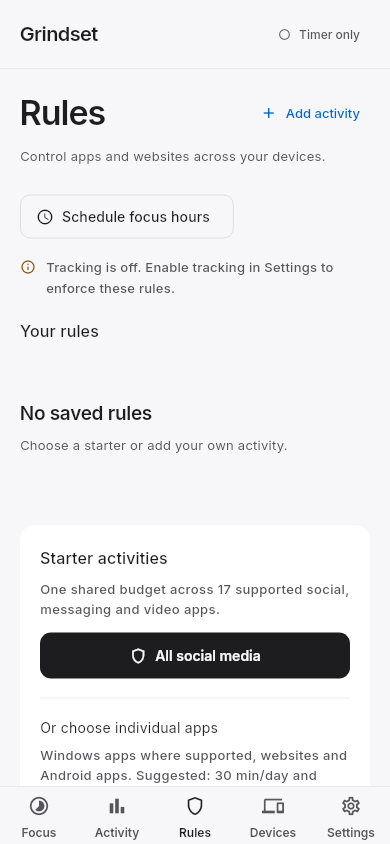 Grindset
Timer only
Rules
Add activity
Control apps and websites across your devices.
Schedule focus hours
Tracking is off. Enable tracking in Settings to
enforce these rules.
Your rules
No saved rules
Choose a starter or add your own activity.
Starter activities
One shared budget across 17 supported social,
messaging and video apps.
All social media
Or choose individual apps
Windows apps where supported, websites and
Android apps. Suggested: 30 min/day and
Focus
Activity
Rules
Devices
Settings